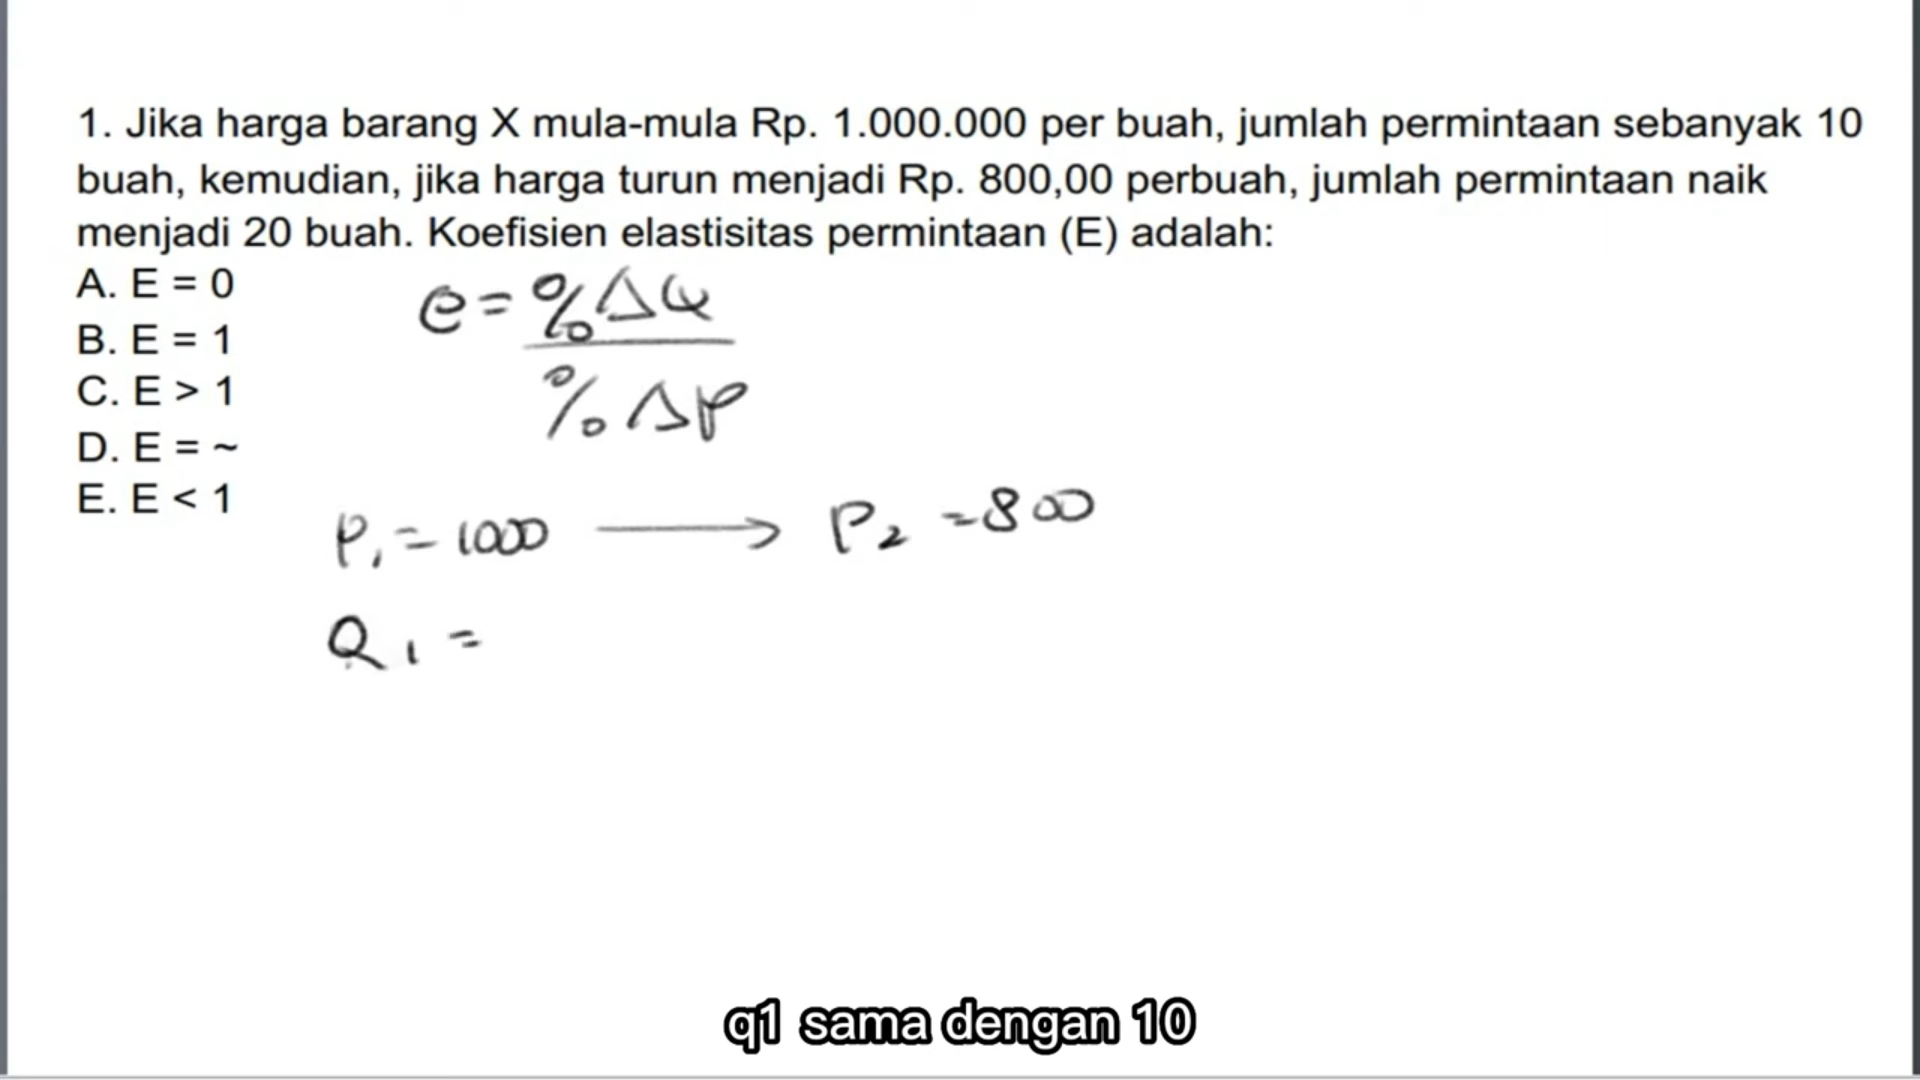 1. Jika harga barang X mula-mula Rp. 1.000.000 per buah, jumlah permintaan sebanyak 10
buah, kemudian, jika harga turun menjadi Rp. 800,00 perbuah, jumlah permintaan naik
menjadi 20 buah. Koefisien elastisitas permintaan (E) adalah:
A. E = 0
B. E = 1
C. E > 1
D. E = ~
E. E < 1
e = %ΔQ
%ΔP
P1 = 1000 → P2 = 800
Q1 =
q1 sama dengan 10